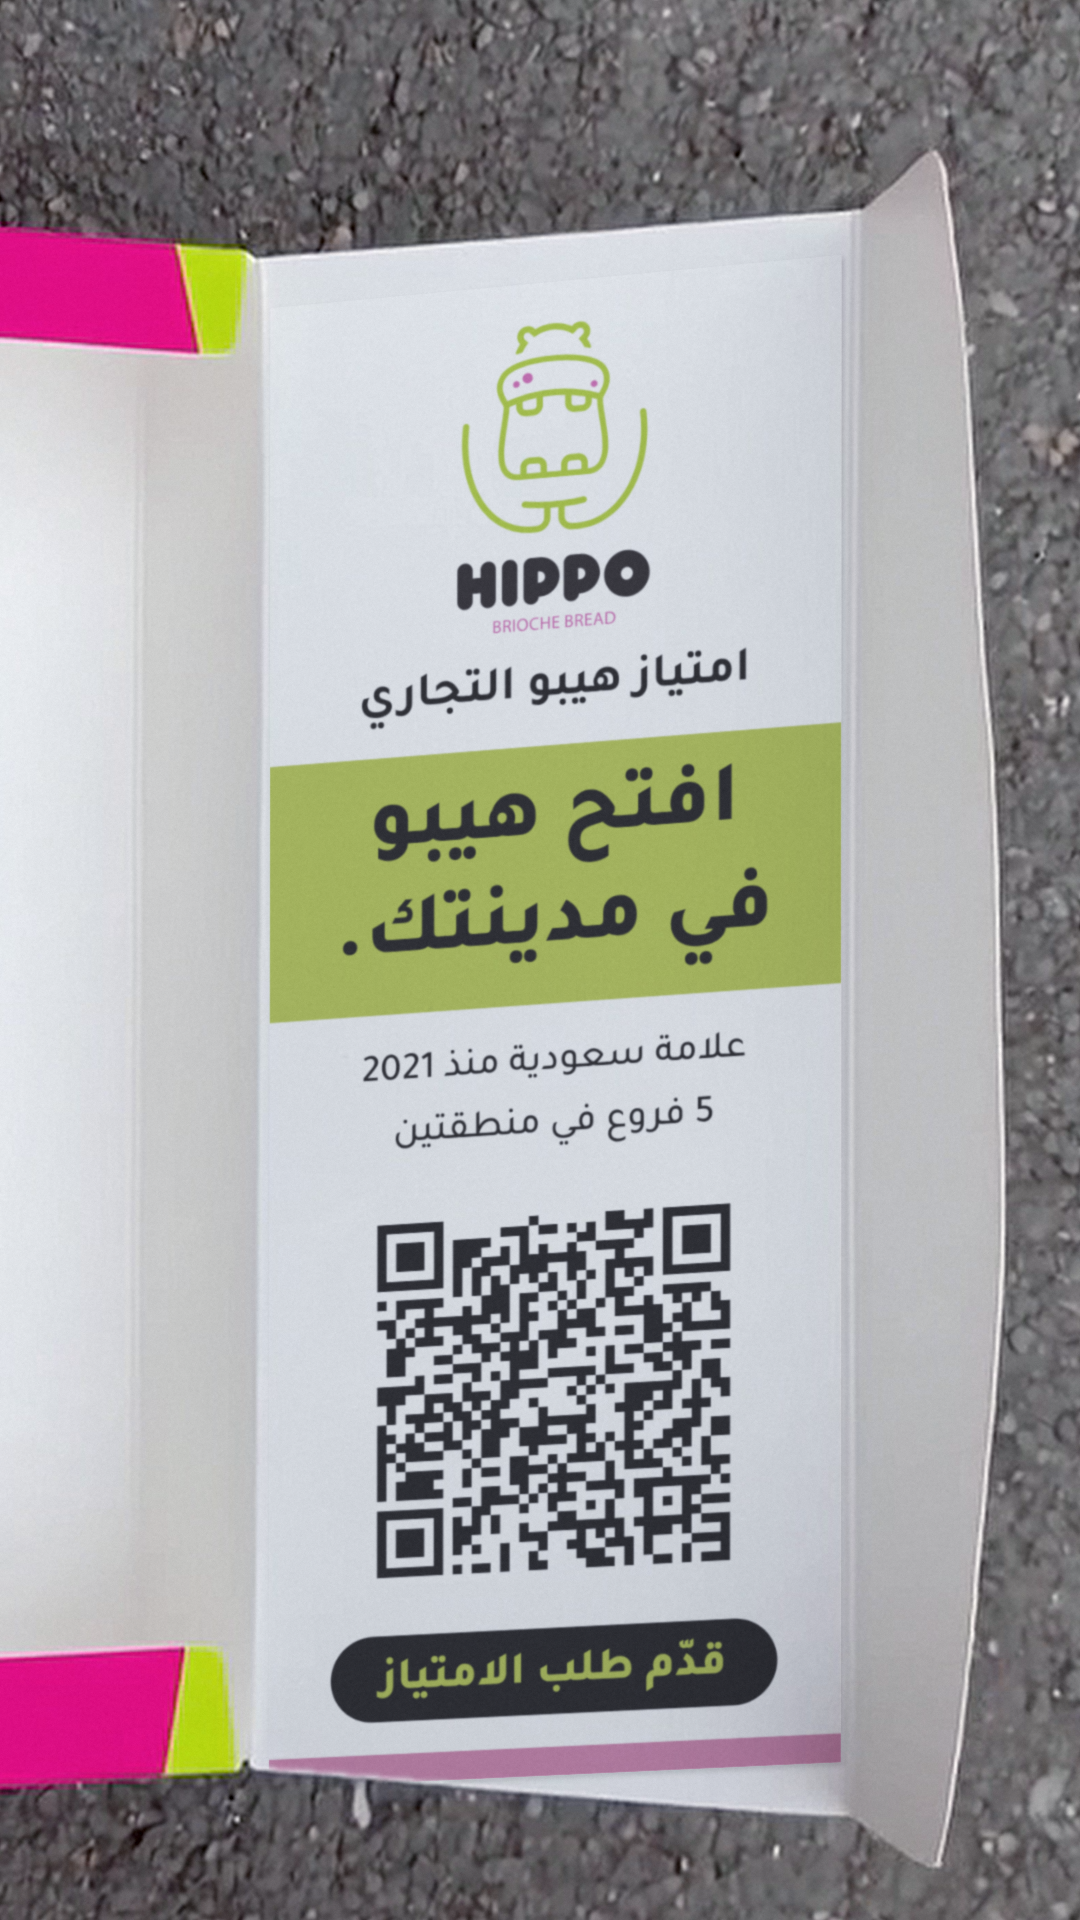 HIPPO
BRIOCHE BREAD
امتياز هيبو التجاري
افتح هيبو
في مدينتك.
علامة سعودية منذ 2021
5 فروع في منطقتين
قدّم طلب الامتياز